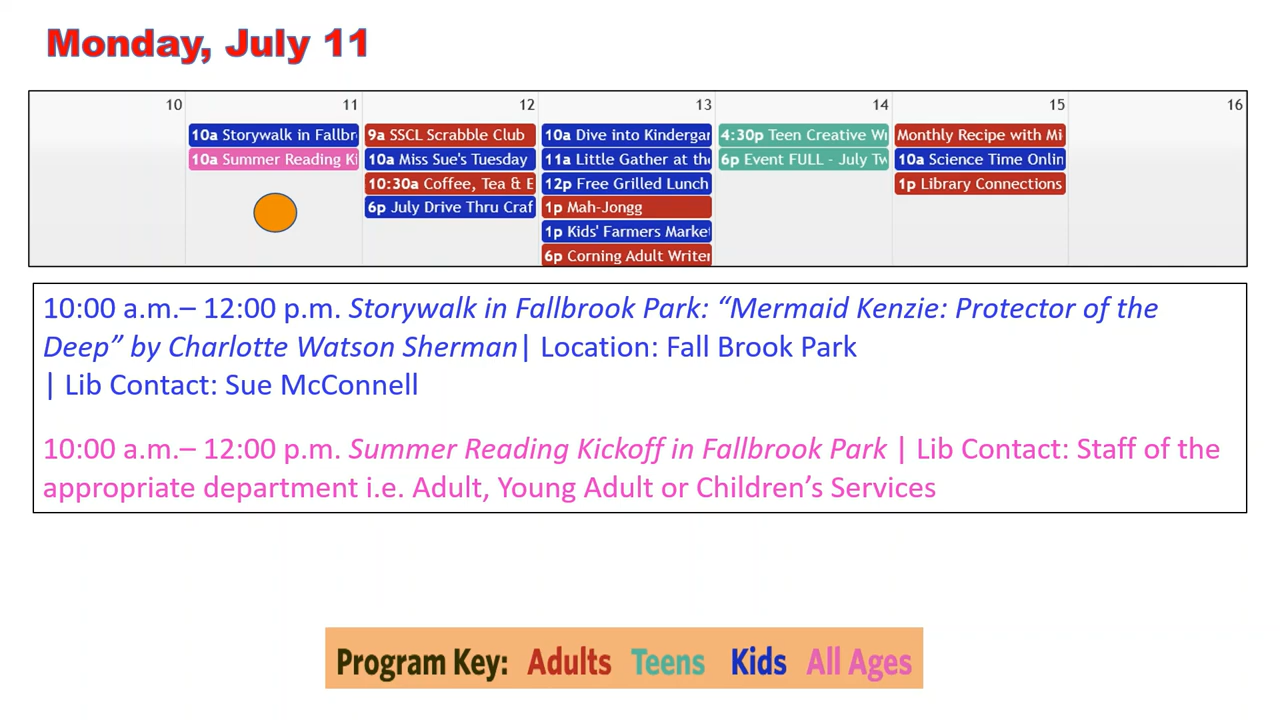 Monday, July 11
10 11 12 13 14 15 16
10a Storywalk in Fallbr
10a Summer Reading Ki
9a SSCL Scrabble Club
10a Miss Sue's Tuesday
10:30a Coffee, Tea & E
6p July Drive Thru Craf
10a Dive into Kindergar
11a Little Gather at the
12p Free Grilled Lunch
1p Mah-Jongg
1p Kids' Farmers Market
6p Corning Adult Writer
4:30p Teen Creative Wr
6p Event FULL - July Tw
Monthly Recipe with Mi
10a Science Time Onlin
1p Library Connections
10:00 a.m.– 12:00 p.m. Storywalk in Fallbrook Park: “Mermaid Kenzie: Protector of the
Deep” by Charlotte Watson Sherman| Location: Fall Brook Park
| Lib Contact: Sue McConnell
10:00 a.m.– 12:00 p.m. Summer Reading Kickoff in Fallbrook Park | Lib Contact: Staff of the
appropriate department i.e. Adult, Young Adult or Children’s Services
Program Key: Adults Teens Kids All Ages